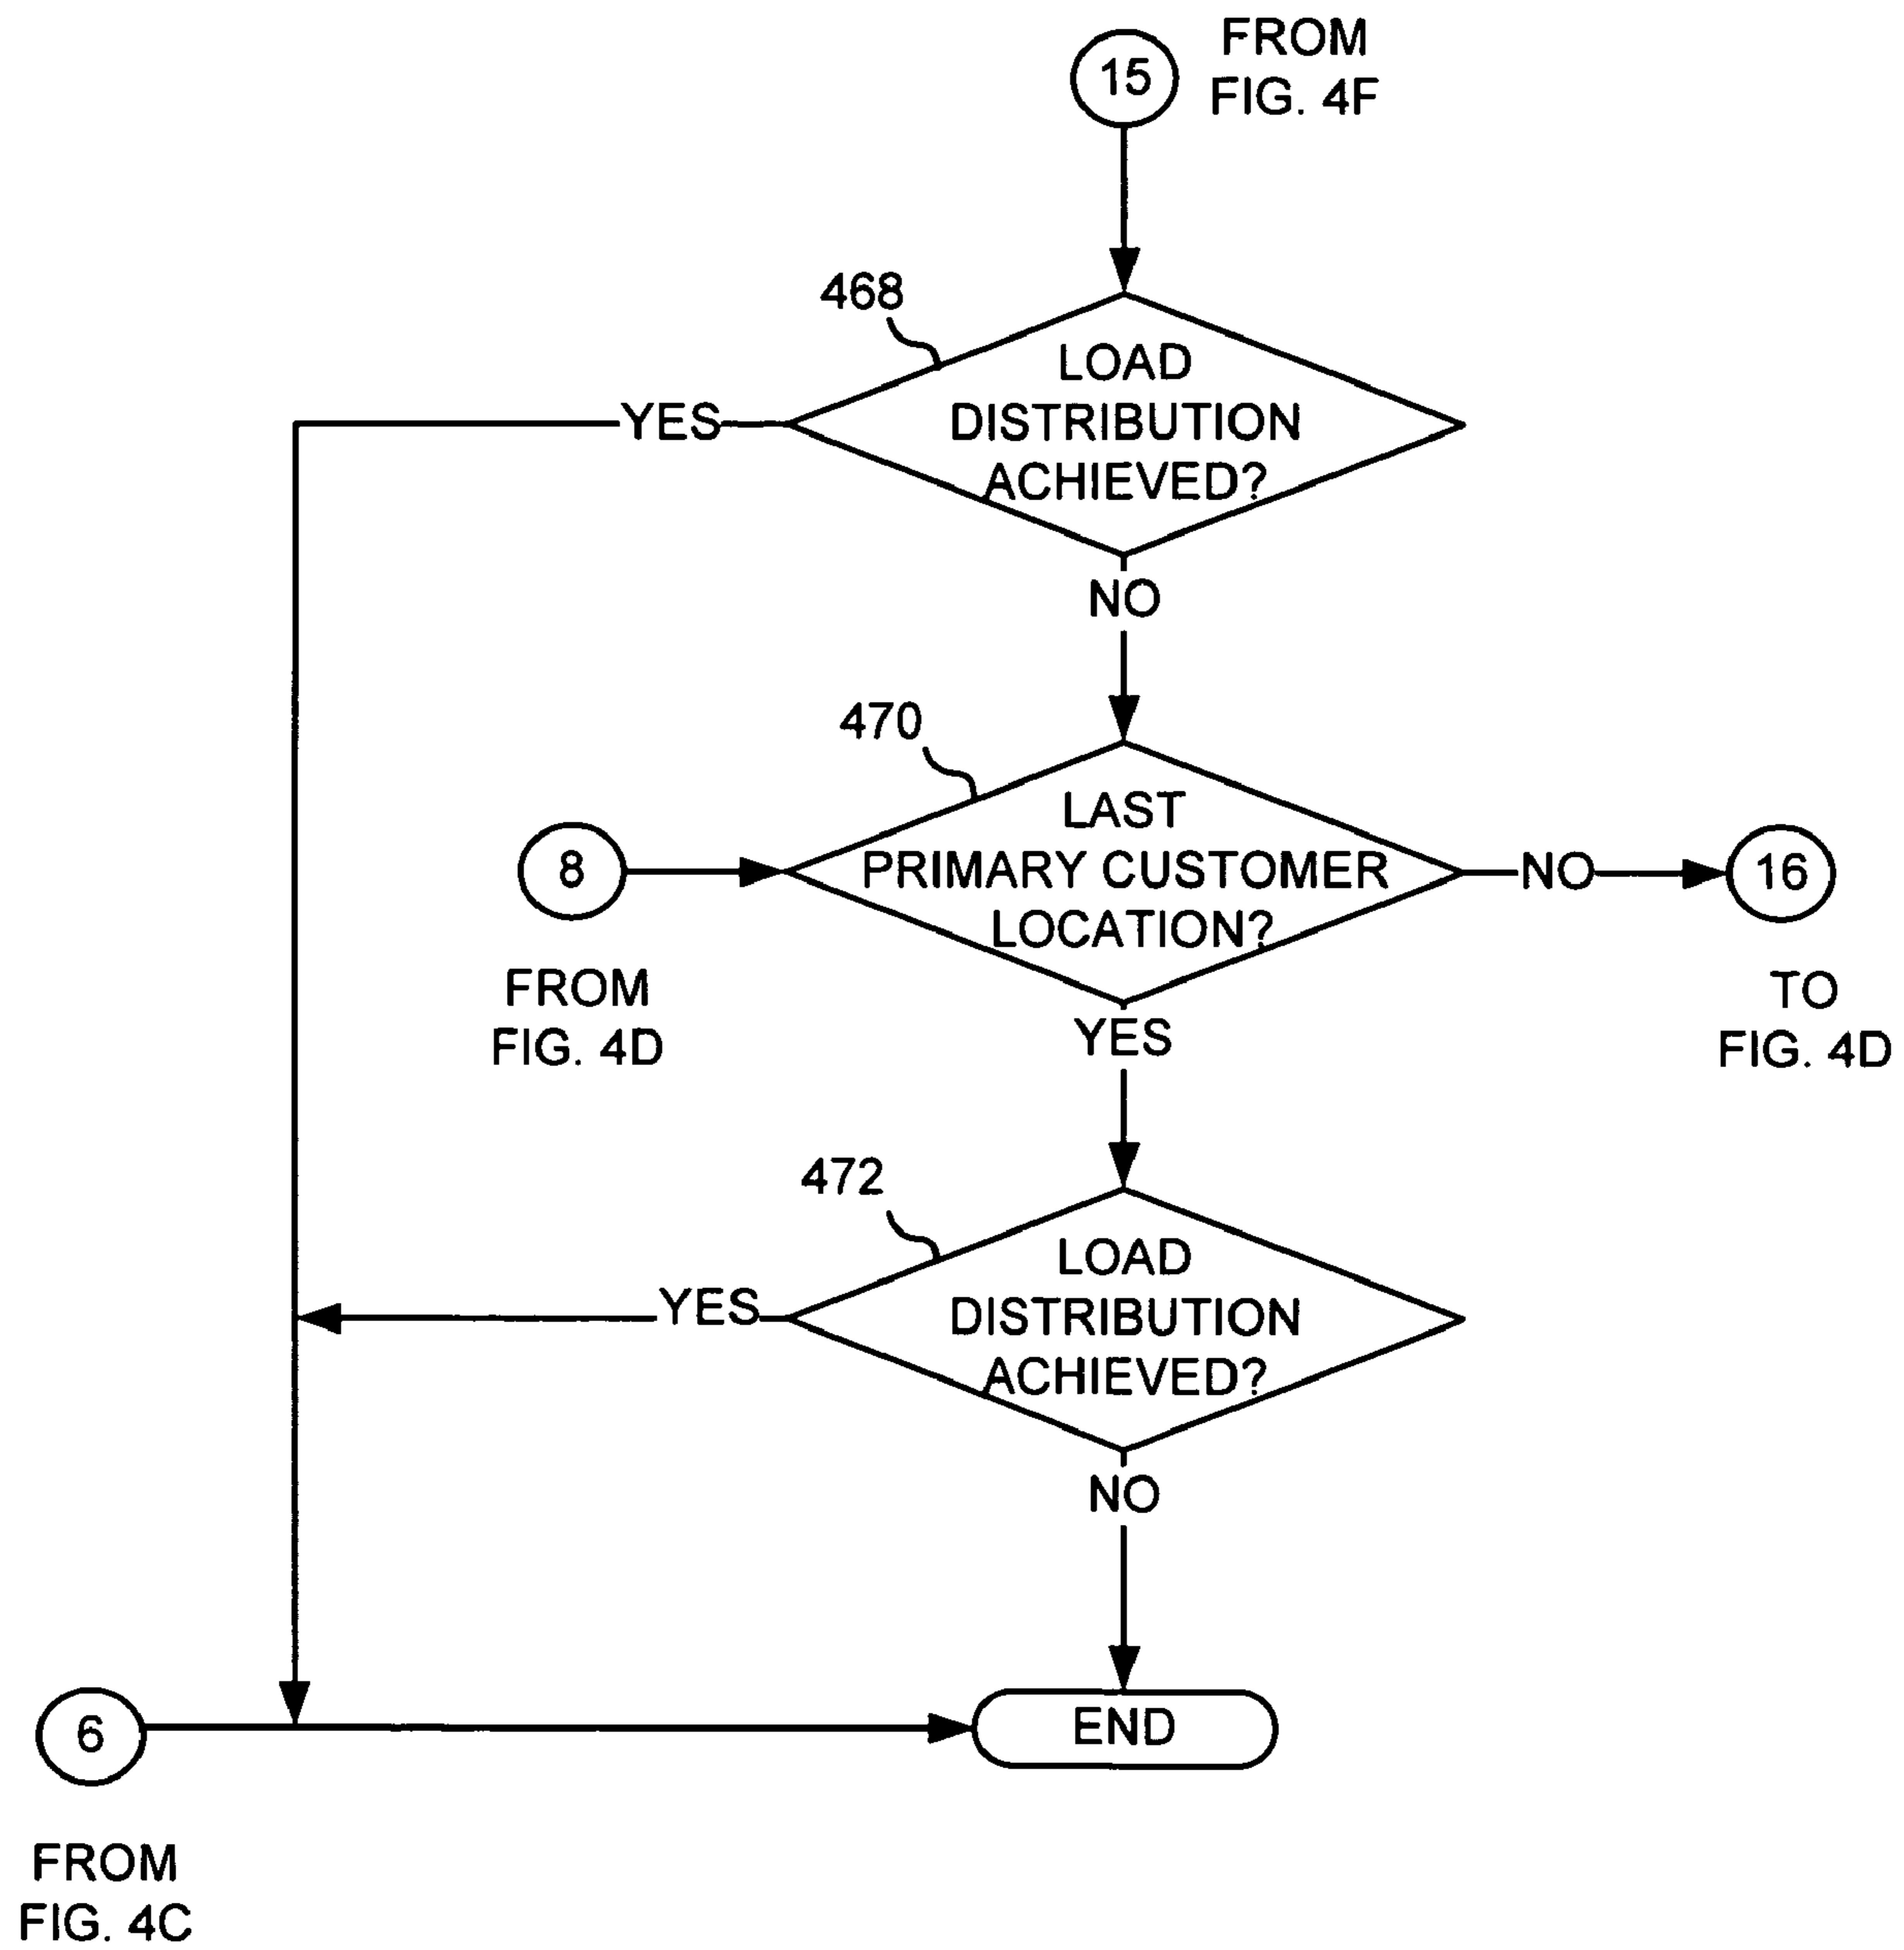 15
FROM
FIG. 4F
468
LOAD
DISTRIBUTION
ACHIEVED?
YES
NO
470
LAST
PRIMARY CUSTOMER
LOCATION?
8
FROM
FIG. 4D
NO
16
TO
FIG. 4D
YES
472
LOAD
DISTRIBUTION
ACHIEVED?
YES
NO
6
END
FROM
FIG. 4C